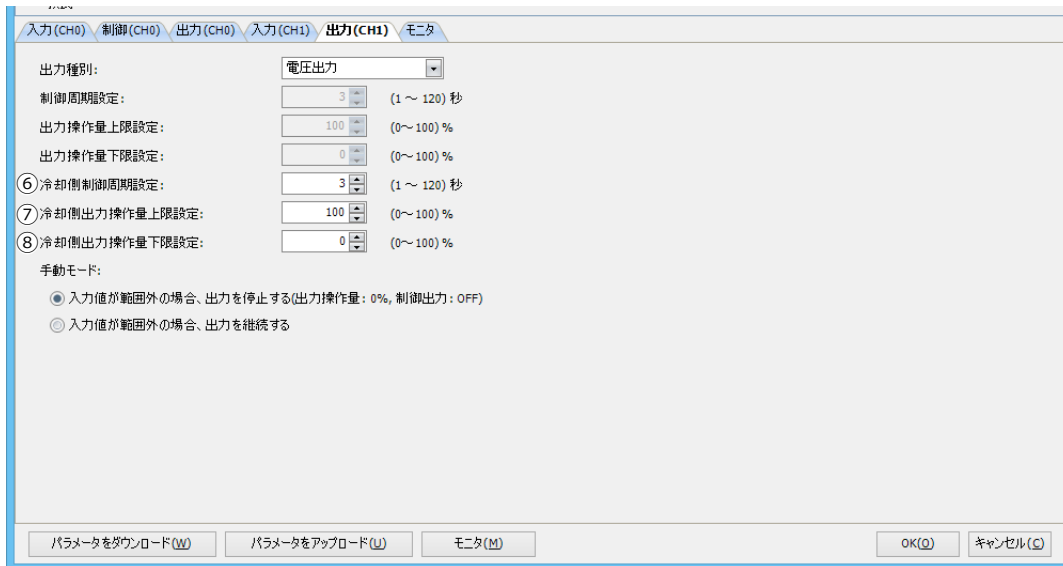 入力(CH0) 制御(CH0) 出力(CH0) 入力(CH1) 出力(CH1) モニタ
出力種別: 電圧出力
制御周期設定: 3 (1 ～ 120) 秒
出力操作量上限設定: 100 (0～100) %
出力操作量下限設定: 0 (0～100) %
⑥冷却側制御周期設定: 3 (1 ～ 120) 秒
⑦冷却側出力操作量上限設定: 100 (0～100) %
⑧冷却側出力操作量下限設定: 0 (0～100) %
手動モード:
入力値が範囲外の場合、出力を停止する(出力操作量: 0%, 制御出力: OFF)
入力値が範囲外の場合、出力を継続する
パラメータをダウンロード(W) パラメータをアップロード(U) モニタ(M) OK(O) キャンセル(C)